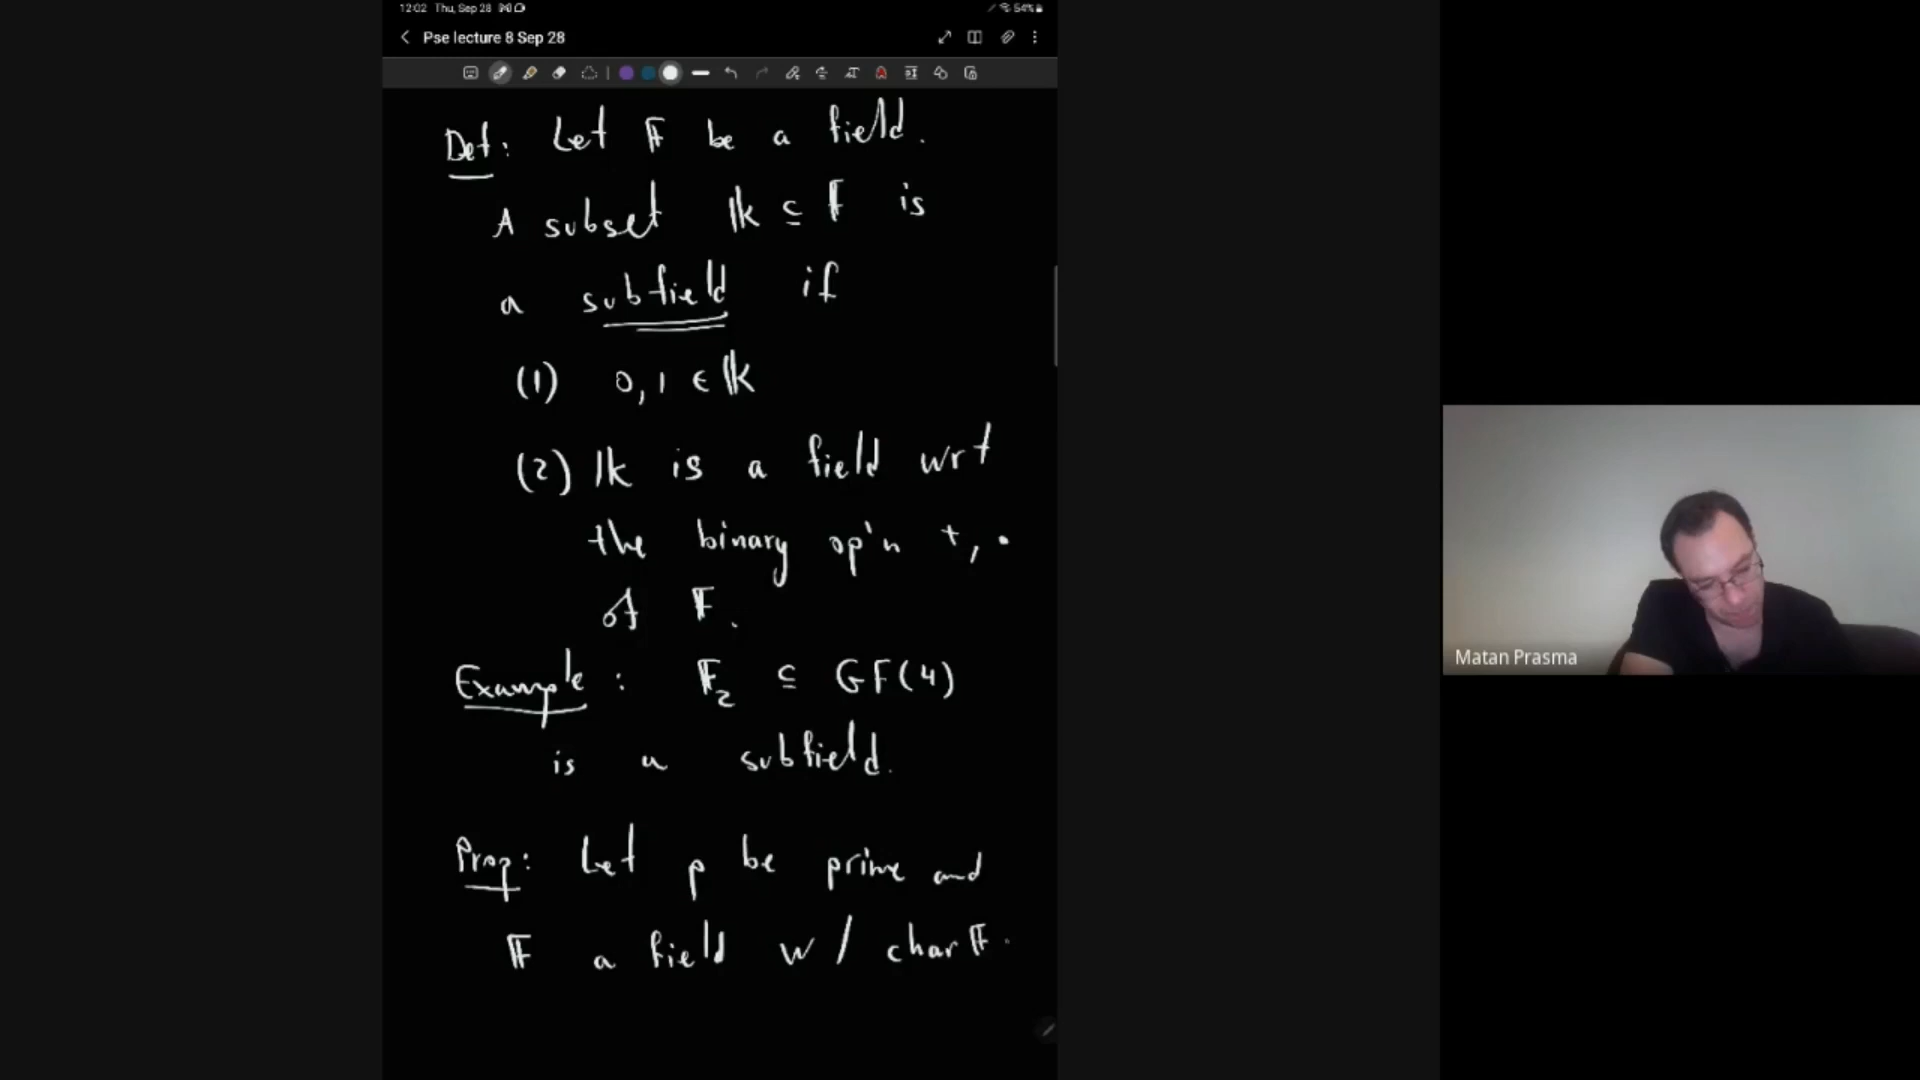 12:02 Thu, Sep 28
54%
Pse lecture 8 Sep 28
Def: Let 𝔽 be a field.
A subset 𝕜 ⊆ 𝔽 is
a subfield if
(1) 0, 1 ∈ 𝕜
(2) 𝕜 is a field wrt
the binary op'n +, •
of 𝔽.
Example: 𝔽₂ ⊆ GF(4)
is a subfield.
Prop: Let p be prime and
𝔽 a field w/ char 𝔽
Matan Prasma